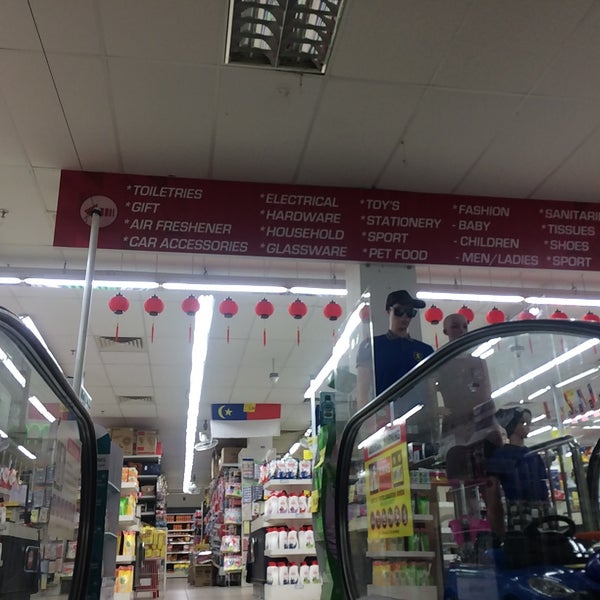 *TOILETRIES
*GIFT
*AIR FRESHENER
*CAR ACCESSORIES
*ELECTRICAL
*HARDWARE
*HOUSEHOLD
*GLASSWARE
*TOY'S
*STATIONERY
*SPORT
*PET FOOD
*FASHION
- BABY
- CHILDREN
- MEN/LADIES
*SANITARI
*TISSUES
*SHOES
*SPORT